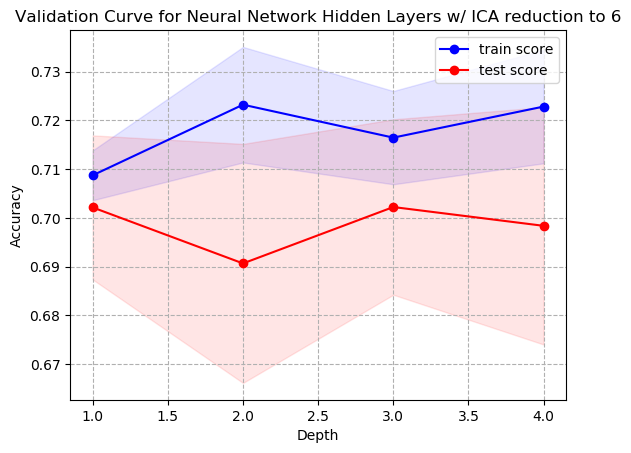 Validation Curve for Neural Network Hidden Layers w/ ICA reduction to 6
train score
test score
0.73
0.72
0.71
0.70
0.69
0.68
0.67
Accuracy
1.0 1.5 2.0 2.5 3.0 3.5 4.0
Depth